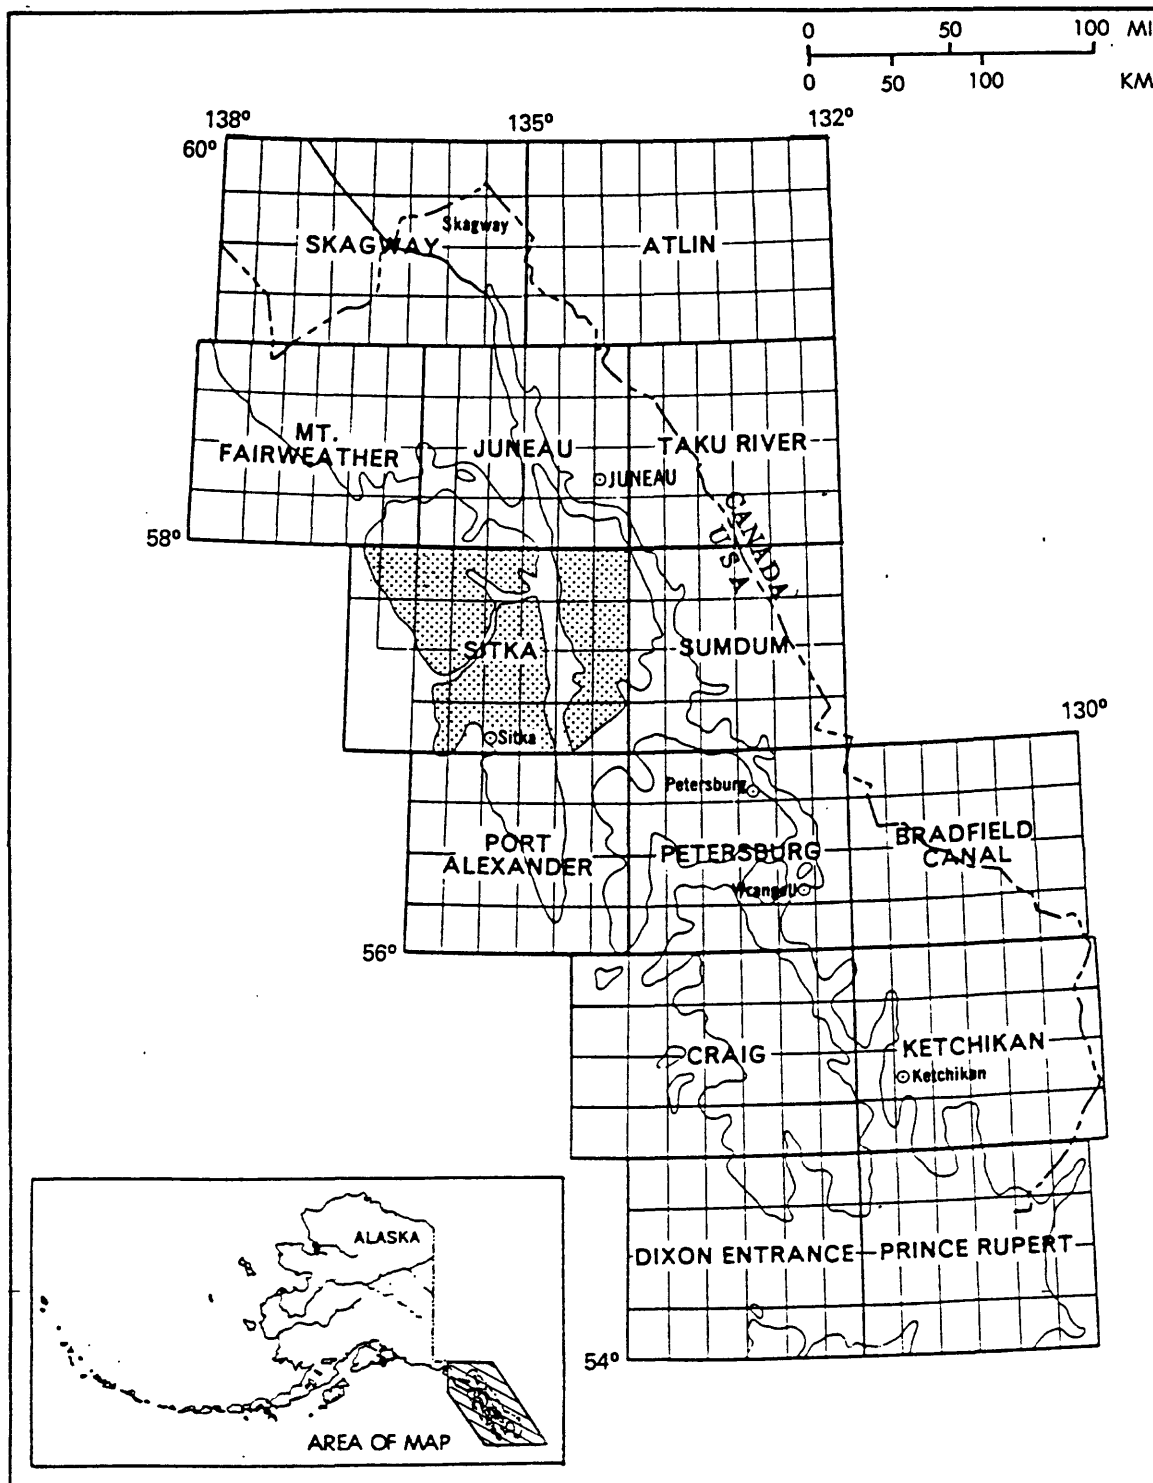 0 50 100 MI
0 50 100 KM
138° 135° 132°
60°
Skagway
SKAGWAY ATLIN
MT.
FAIRWEATHER
JUNEAU
TAKU RIVER
JUNEAU
CANADA
USA
58°
SITKA
SUMDUM
Sitka
130°
Petersburg
PORT
ALEXANDER
PETERSBURG
BRADFIELD
CANAL
Wrangell
56°
CRAIG
KETCHIKAN
Ketchikan
DIXON ENTRANCE
PRINCE RUPERT
54°
ALASKA
AREA OF MAP